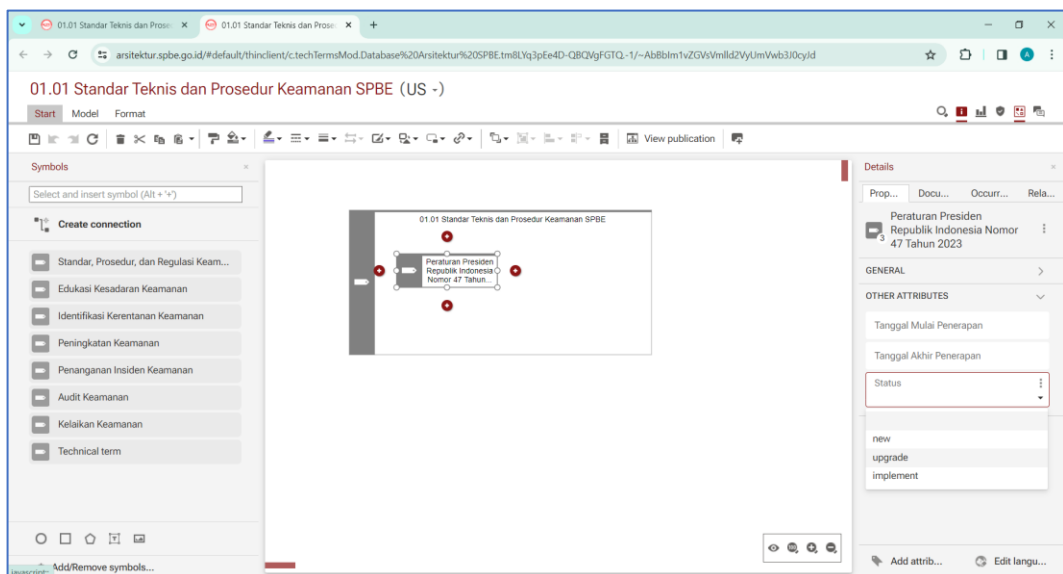 01.01 Standar Teknis dan Prose
01.01 Standar Teknis dan Prose
arsitektur.spbe.go.id/#default/thinclient/c.techTermsMod.Database%20Arsitektur%20SPBE.tm8LYq3pEe4D-QBQVgFGTQ.-1/~AbBbIm1vZGVsVmlld2VyUmVwb3J0cyJd
A
01.01 Standar Teknis dan Prosedur Keamanan SPBE (US -)
Start Model Format
View publication
Symbols
Select and insert symbol (Alt + '+')
Create connection
Standar, Prosedur, dan Regulasi Keam...
Edukasi Kesadaran Keamanan
Identifikasi Kerentanan Keamanan
Peningkatan Keamanan
Penanganan Insiden Keamanan
Audit Keamanan
Kelaikan Keamanan
Technical term
Add/Remove symbols...
01.01 Standar Teknis dan Prosedur Keamanan SPBE
Peraturan Presiden
Republik Indonesia
Nomor 47 Tahun...
Details
Prop... Docu... Occurr... Rela...
3
Peraturan Presiden
Republik Indonesia Nomor
47 Tahun 2023
GENERAL
OTHER ATTRIBUTES
Tanggal Mulai Penerapan
Tanggal Akhir Penerapan
Status
new
upgrade
implement
Add attrib... Edit langu...